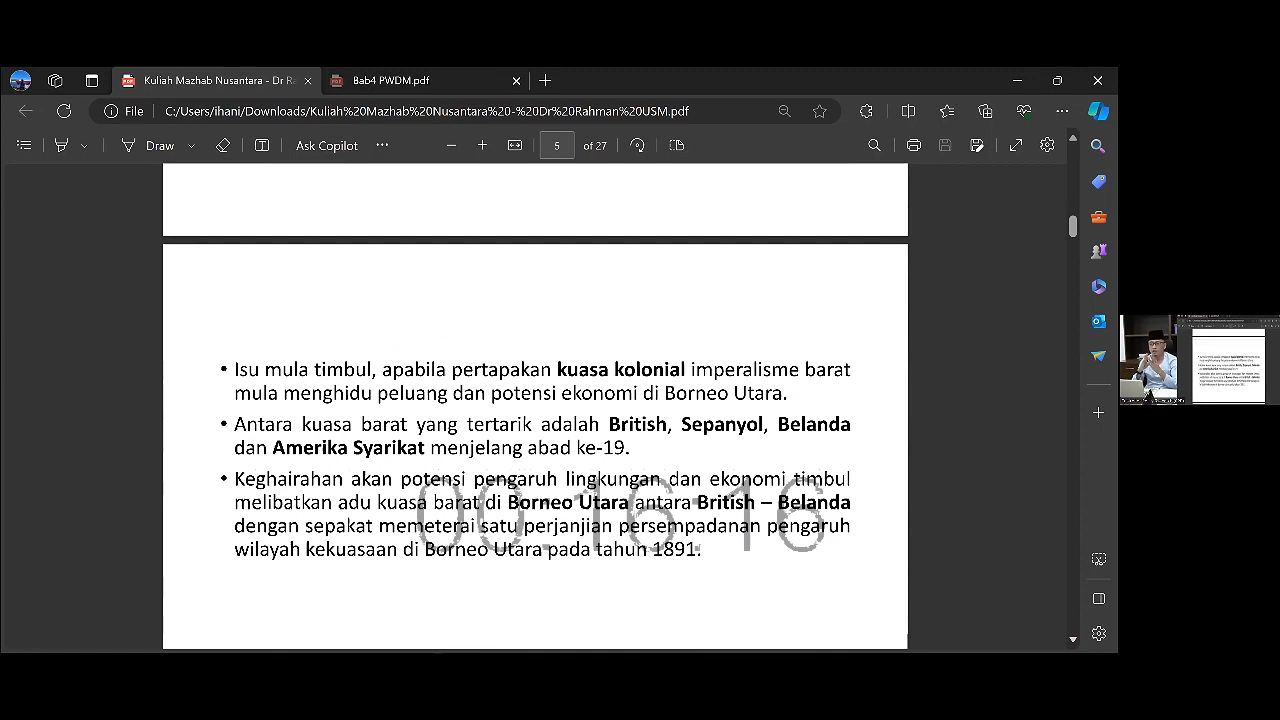 Kuliah Mazhab Nusantara - Dr Ra
Bab4 PWDM.pdf
File C:/Users/ihani/Downloads/Kuliah%20Mazhab%20Nusantara%20-%20Dr%20Rahman%20USM.pdf
Draw Ask Copilot 5 of 27
• Isu mula timbul, apabila pertapakan kuasa kolonial imperalisme barat
mula menghidu peluang dan potensi ekonomi di Borneo Utara.
• Antara kuasa barat yang tertarik adalah British, Sepanyol, Belanda
dan Amerika Syarikat menjelang abad ke-19.
• Keghairahan akan potensi pengaruh lingkungan dan ekonomi timbul
melibatkan adu kuasa barat di Borneo Utara antara British – Belanda
dengan sepakat memeterai satu perjanjian persempadanan pengaruh
wilayah kekuasaan di Borneo Utara pada tahun 1891.
00:16:16